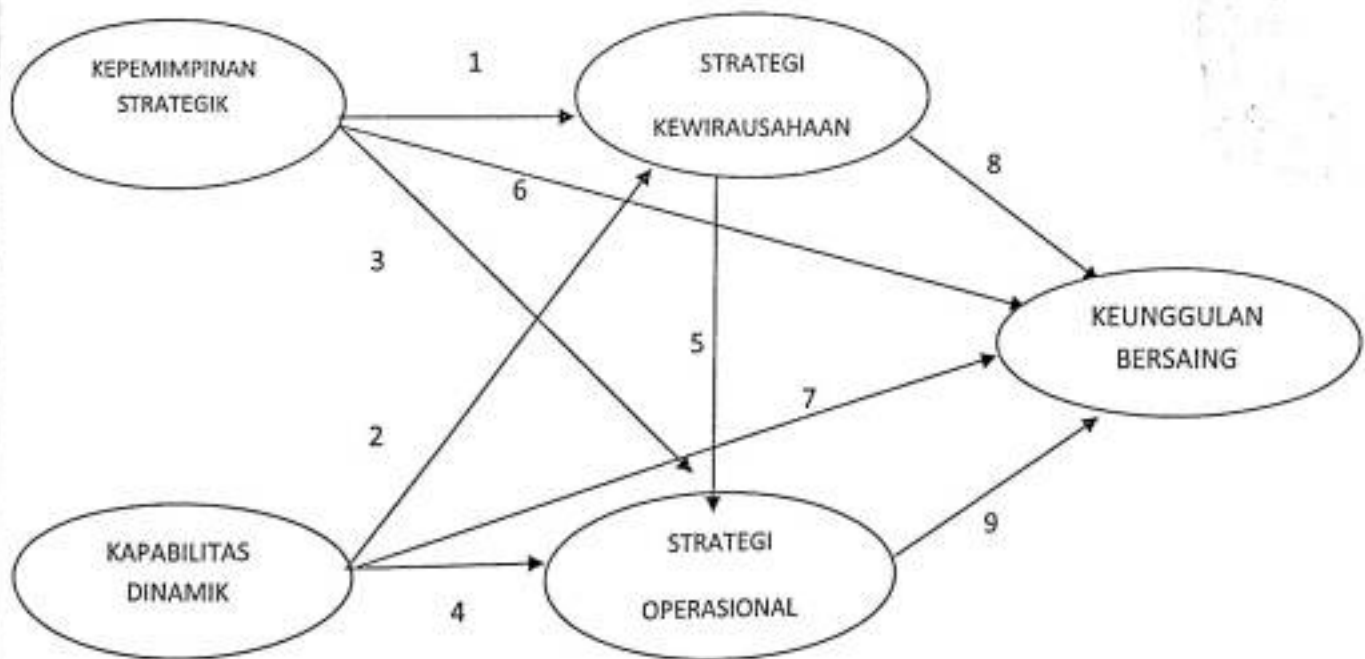 KEPEMIMPINAN
STRATEGIK
1
STRATEGI
KEWIRAUSAHAAN
6
8
3
KEUNGGULAN
BERSAING
5
7
2
KAPABILITAS
DINAMIK
4
STRATEGI
OPERASIONAL
9